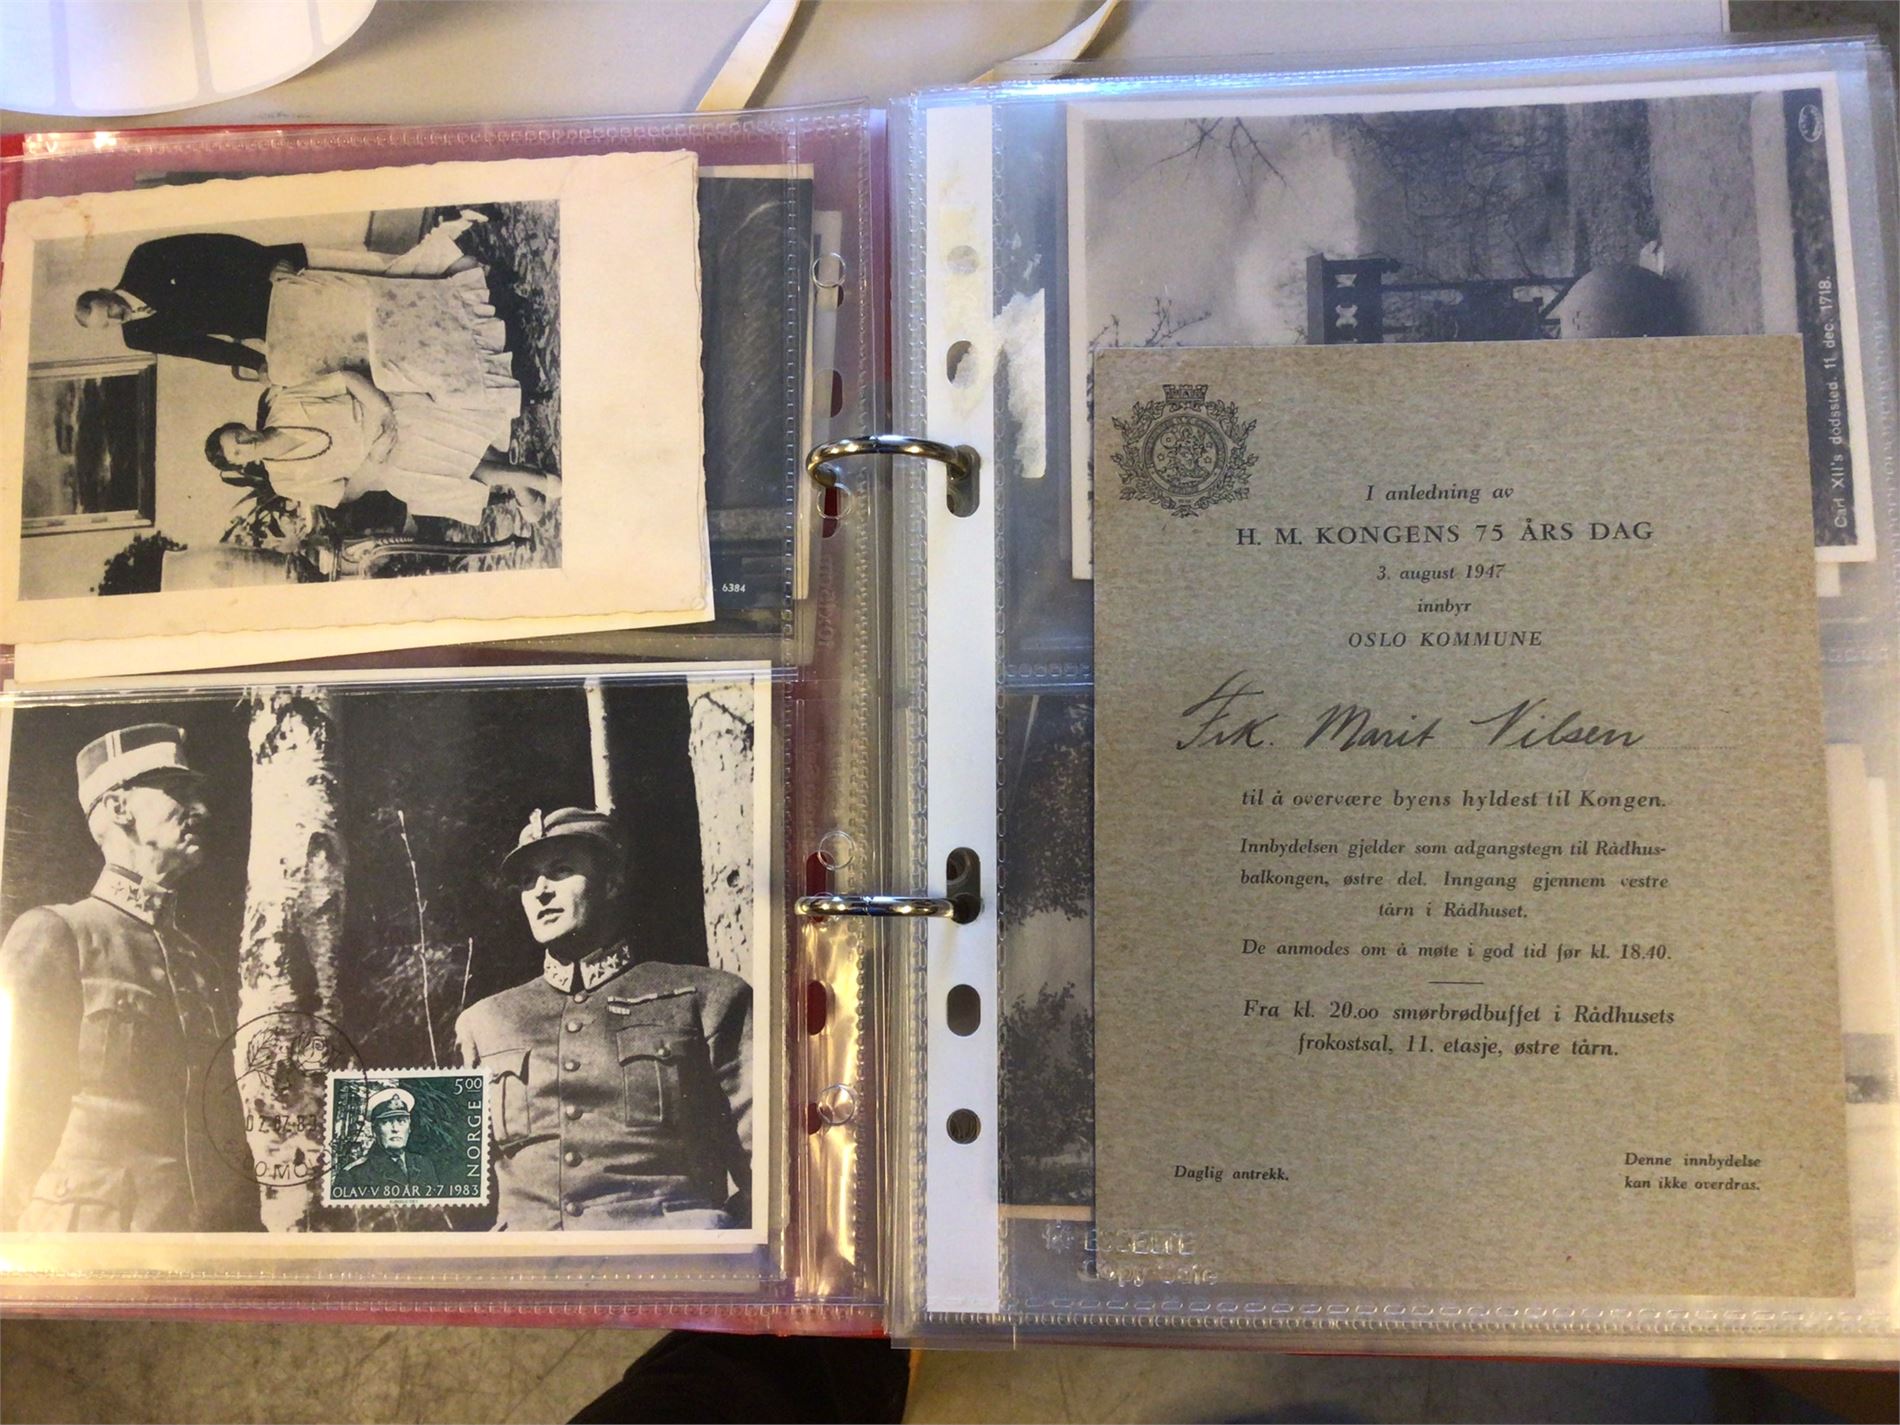 6384
5.00
NORGE
OLAV V 80 ÅR 2·7 1983
Carl XII's dødssted. 11. dec. 1718.
I anledning av
H. M. KONGENS 75 ÅRS DAG
3. august 1947
innbyr
OSLO KOMMUNE
Frk. Marit Nilsen
til å overvære byens hyldest til Kongen.
Innbydelsen gjelder som adgangstegn til Rådhus-
balkongen, østre del. Inngang gjennem vestre
tårn i Rådhuset.
De anmodes om å møte i god tid før kl. 18.40.
Fra kl. 20.00 smørbrødbuffet i Rådhusets
frokostsal, 11. etasje, østre tårn.
Daglig antrekk.
Denne innbydelse
kan ikke overdras.
ESSELTE
Copy Safe